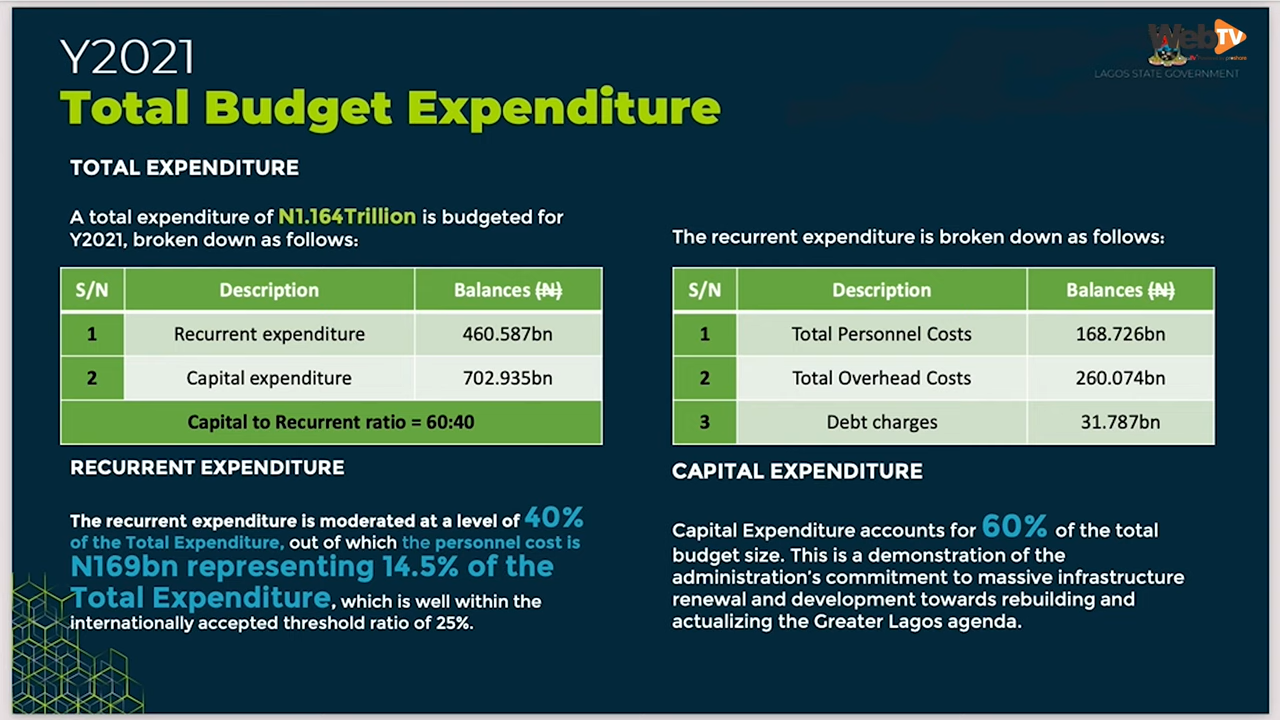 Y2021
Total Budget Expenditure
WebTV
LAGOS STATE GOVERNMENT
TOTAL EXPENDITURE
A total expenditure of N1.164Trillion is budgeted for
Y2021, broken down as follows:
S/N Description Balances (₦)
1 Recurrent expenditure 460.587bn
2 Capital expenditure 702.935bn
Capital to Recurrent ratio = 60:40
RECURRENT EXPENDITURE
The recurrent expenditure is moderated at a level of 40%
of the Total Expenditure, out of which the personnel cost is
N169bn representing 14.5% of the
Total Expenditure, which is well within the
internationally accepted threshold ratio of 25%.
The recurrent expenditure is broken down as follows:
S/N Description Balances (₦)
1 Total Personnel Costs 168.726bn
2 Total Overhead Costs 260.074bn
3 Debt charges 31.787bn
CAPITAL EXPENDITURE
Capital Expenditure accounts for 60% of the total
budget size. This is a demonstration of the
administration's commitment to massive infrastructure
renewal and development towards rebuilding and
actualizing the Greater Lagos agenda.